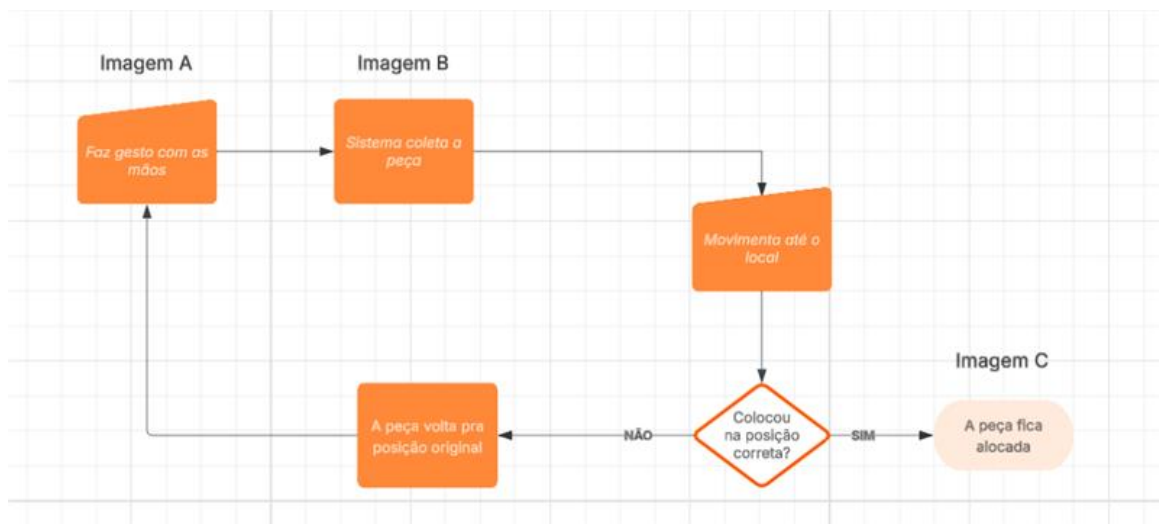 Imagem A
Imagem B
Faz gesto com as
mãos
Sistema coleta a
peça
Movimenta até o
local
Imagem C
A peça volta pra
posição original
NÃO
Colocou
na posição
correta?
SIM
A peça fica
alocada